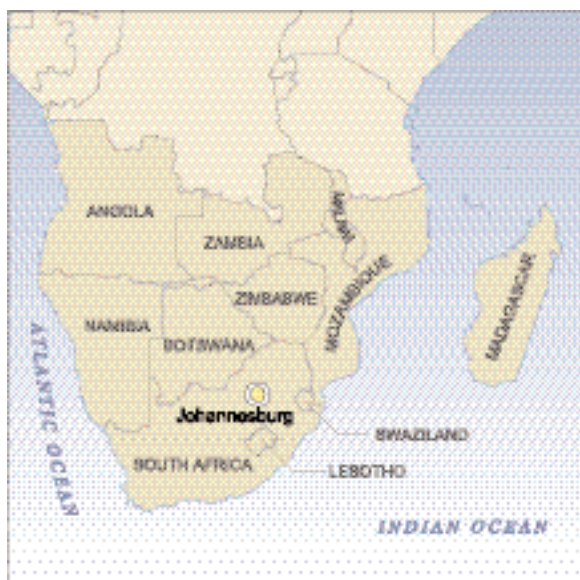 ANGOLA
MALAWI
ZAMBIA
MOZAMBIQUE
MADAGASCAR
ZIMBABWE
NAMIBIA
BOTSWANA
ATLANTIC OCEAN
Johannesburg
SWAZILAND
SOUTH AFRICA
LESOTHO
INDIAN OCEAN